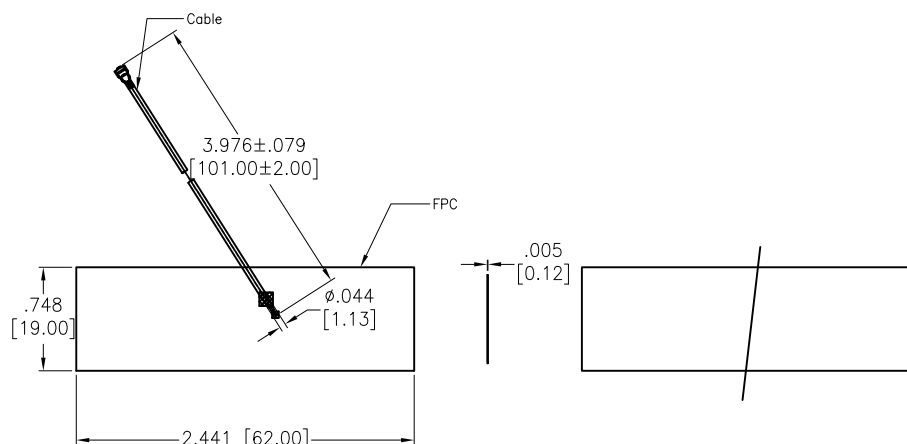 Cable
3.976±.079
[101.00±2.00]
FPC
.005
[0.12]
.748
[19.00]
ø.044
[1.13]
2.441 [62.00]